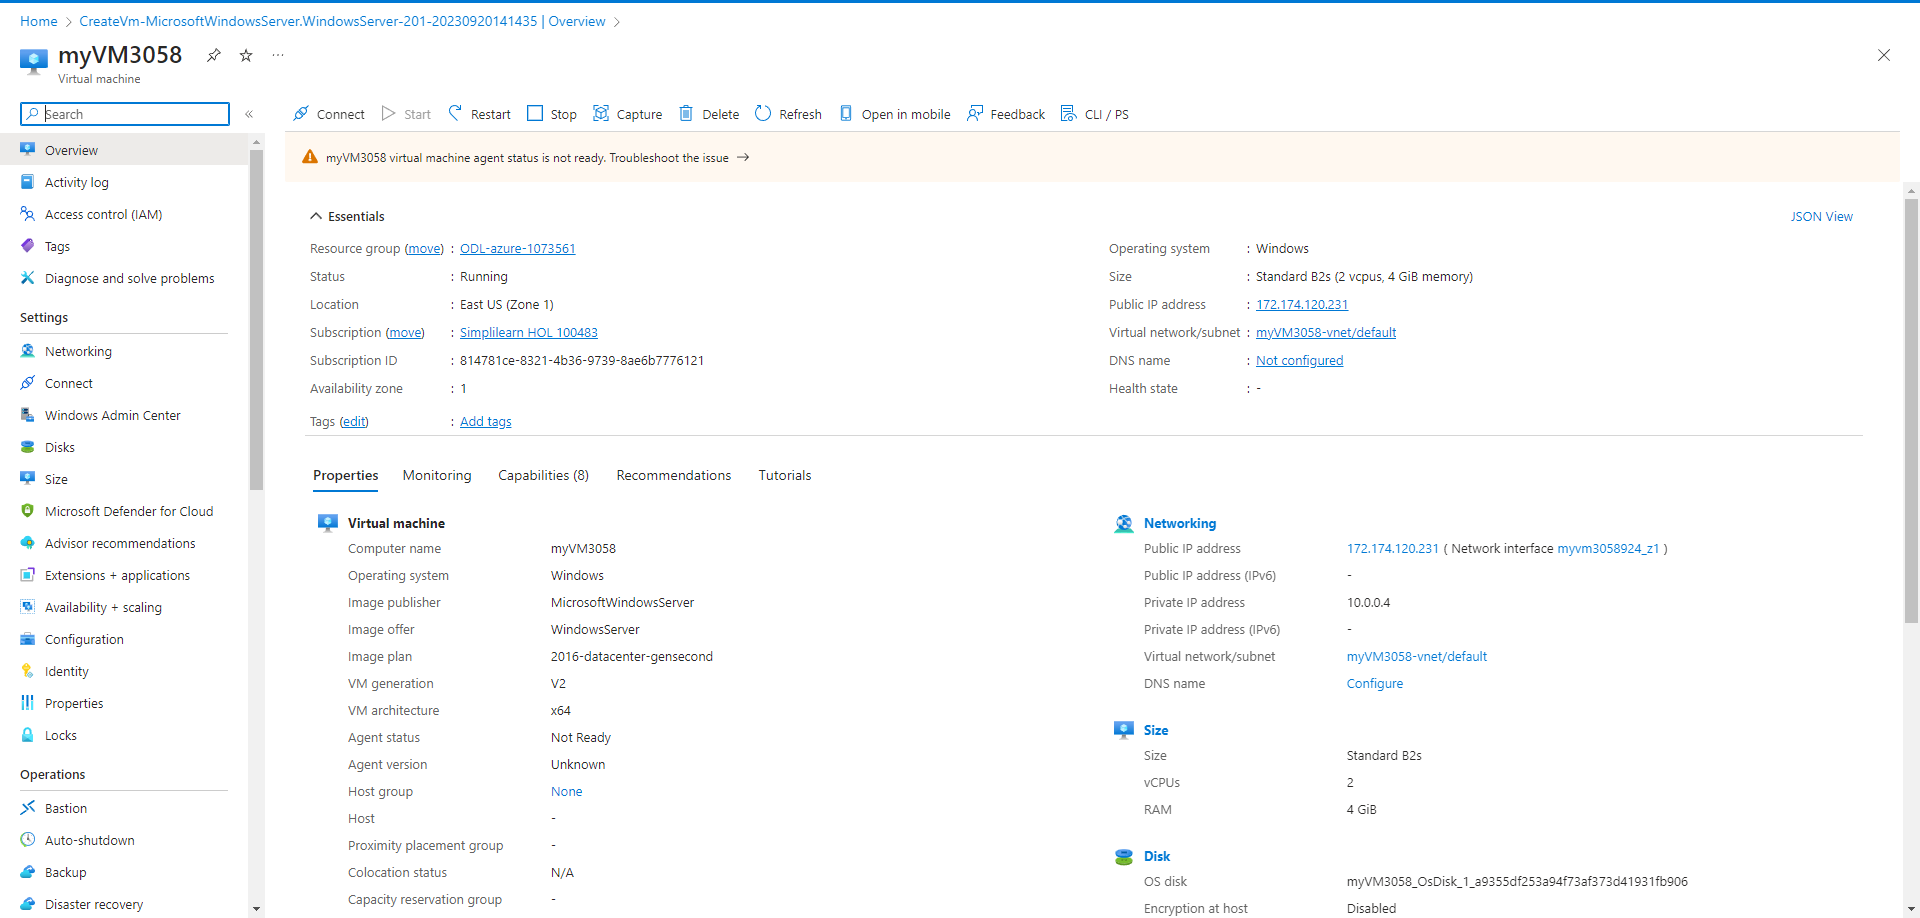 Home > CreateVm-MicrosoftWindowsServer.WindowsServer-201-20230920141435 | Overview >
myVM3058
Virtual machine
Search
Overview
Activity log
Access control (IAM)
Tags
Diagnose and solve problems
Settings
Networking
Connect
Windows Admin Center
Disks
Size
Microsoft Defender for Cloud
Advisor recommendations
Extensions + applications
Availability + scaling
Configuration
Identity
Properties
Locks
Operations
Bastion
Auto-shutdown
Backup
Disaster recovery
Connect Start Restart Stop Capture Delete Refresh Open in mobile Feedback CLI / PS
myVM3058 virtual machine agent status is not ready. Troubleshoot the issue →
Essentials
JSON View
Resource group (move) : ODL-azure-1073561
Status : Running
Location : East US (Zone 1)
Subscription (move) : Simplilearn HOL 100483
Subscription ID : 814781ce-8321-4b36-9739-8ae6b7776121
Availability zone : 1
Tags (edit) : Add tags
Operating system : Windows
Size : Standard B2s (2 vcpus, 4 GiB memory)
Public IP address : 172.174.120.231
Virtual network/subnet : myVM3058-vnet/default
DNS name : Not configured
Health state : -
Properties Monitoring Capabilities (8) Recommendations Tutorials
Virtual machine
Computer name myVM3058
Operating system Windows
Image publisher MicrosoftWindowsServer
Image offer WindowsServer
Image plan 2016-datacenter-gensecond
VM generation V2
VM architecture x64
Agent status Not Ready
Agent version Unknown
Host group None
Host -
Proximity placement group -
Colocation status N/A
Capacity reservation group -
Networking
Public IP address 172.174.120.231 ( Network interface myvm3058924_z1 )
Public IP address (IPv6) -
Private IP address 10.0.0.4
Private IP address (IPv6) -
Virtual network/subnet myVM3058-vnet/default
DNS name Configure
Size
Size Standard B2s
vCPUs 2
RAM 4 GiB
Disk
OS disk myVM3058_OsDisk_1_a9355df253a94f73af373d41931fb906
Encryption at host Disabled